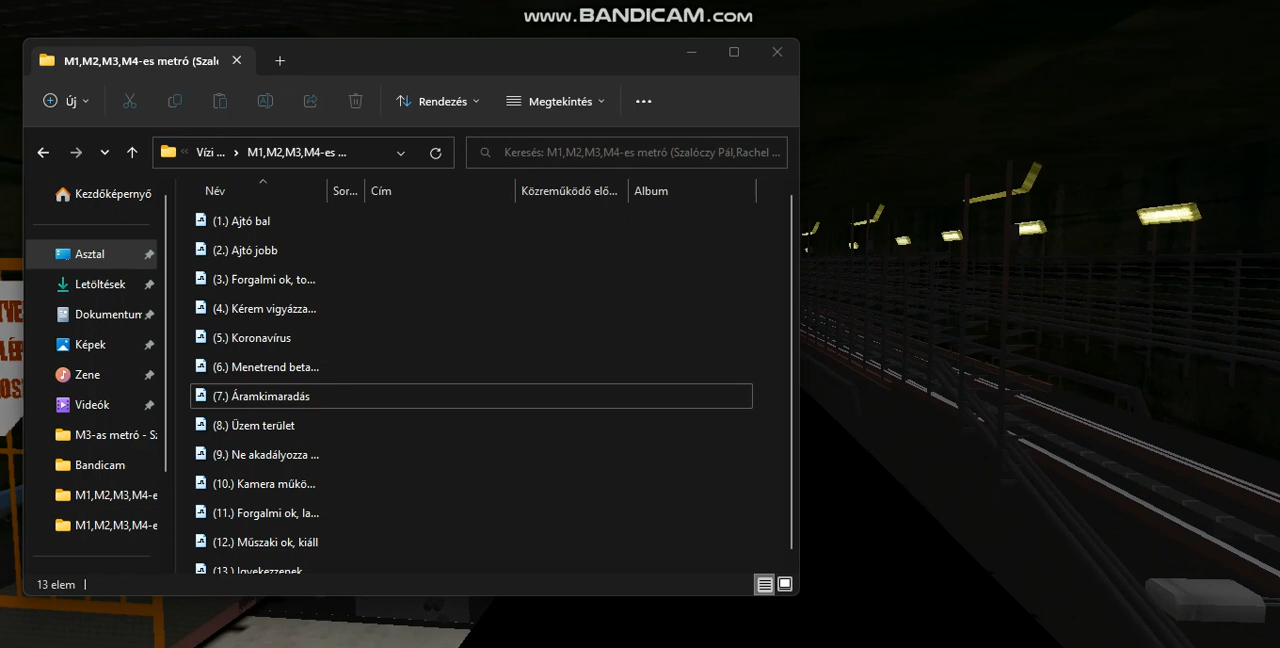 www.BANDICAM.com
M1,M2,M3,M4-es metró (Szaló
Új
Rendezés
Megtekintés
Vízi ...
M1,M2,M3,M4-es ...
Keresés: M1,M2,M3,M4-es metró (Szalóczy Pál,Rachel ...
Kezdőképernyő
Asztal
Letöltések
Dokumentum
Képek
Zene
Videók
M3-as metró - Sz
Bandicam
M1,M2,M3,M4-e
M1,M2,M3,M4-e
Név
Sor...
Cím
Közreműködő elő...
Album
(1.) Ajtó bal
(2.) Ajtó jobb
(3.) Forgalmi ok, to...
(4.) Kérem vigyázza...
(5.) Koronavírus
(6.) Menetrend beta...
(7.) Áramkimaradás
(8.) Üzem terület
(9.) Ne akadályozza ...
(10.) Kamera műkö...
(11.) Forgalmi ok, la...
(12.) Műszaki ok, kiáll
(13.) Igyekezzenek
13 elem